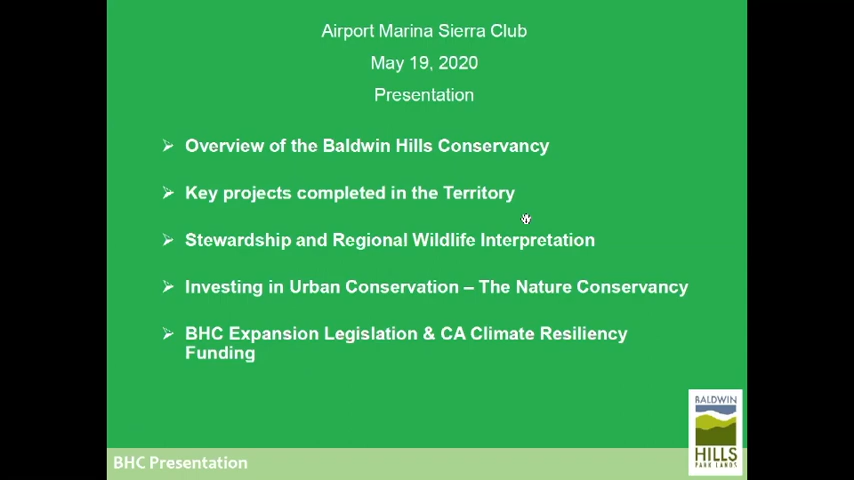 Airport Marina Sierra Club
May 19, 2020
Presentation
Overview of the Baldwin Hills Conservancy
Key projects completed in the Territory
Stewardship and Regional Wildlife Interpretation
Investing in Urban Conservation – The Nature Conservancy
BHC Expansion Legislation & CA Climate Resiliency
Funding
BHC Presentation
BALDWIN
HILLS
PARK LANDS